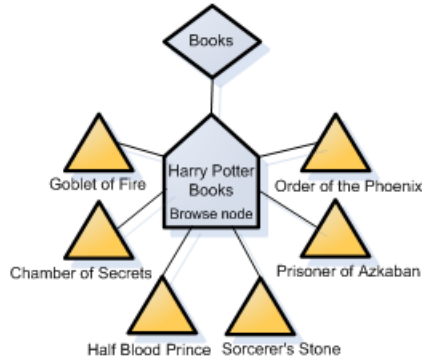 Books
Harry Potter
Books
Browse node
Goblet of Fire
Order of the Phoenix
Chamber of Secrets
Prisoner of Azkaban
Half Blood Prince
Sorcerer's Stone